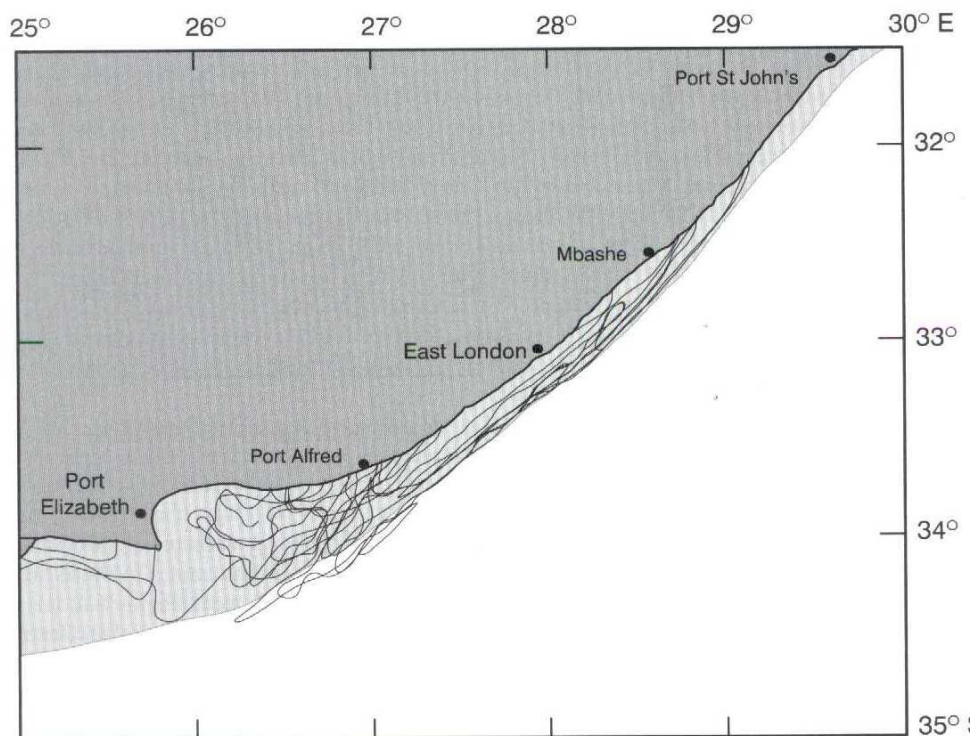 25° 26° 27° 28° 29° 30° E
Port St John's
32°
Mbashe
33°
East London
Port Alfred
Port
Elizabeth
34°
35° S